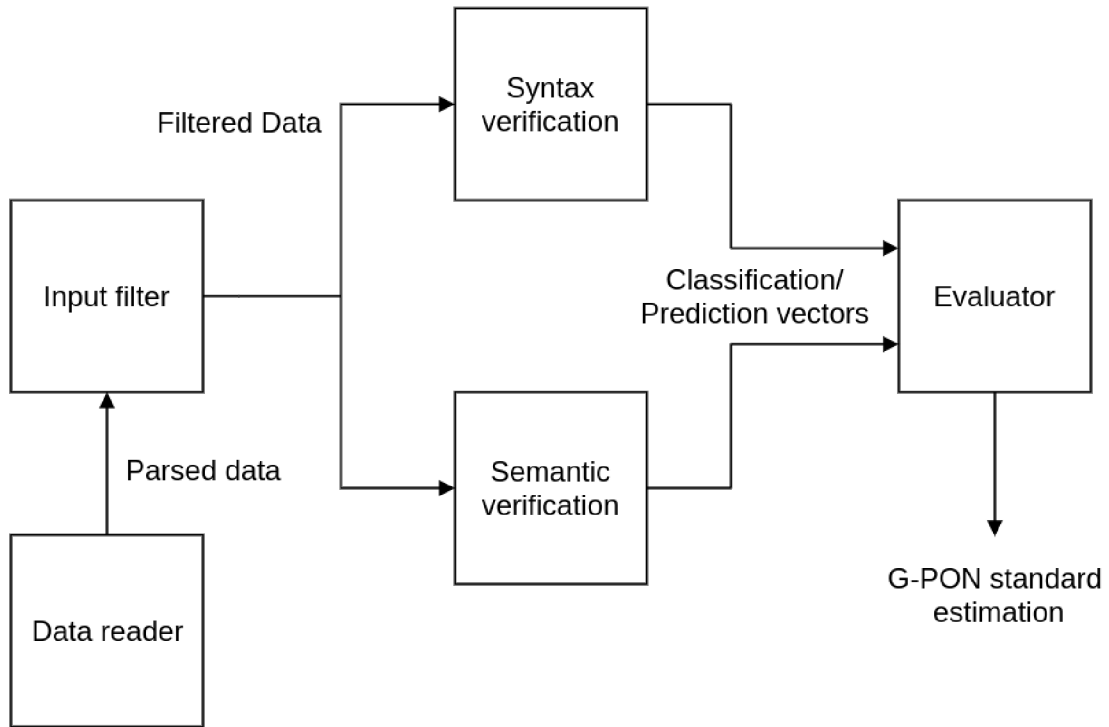 Syntax
verification
Filtered Data
Input filter
Classification/
Prediction vectors
Evaluator
Parsed data
Semantic
verification
Data reader
G-PON standard
estimation